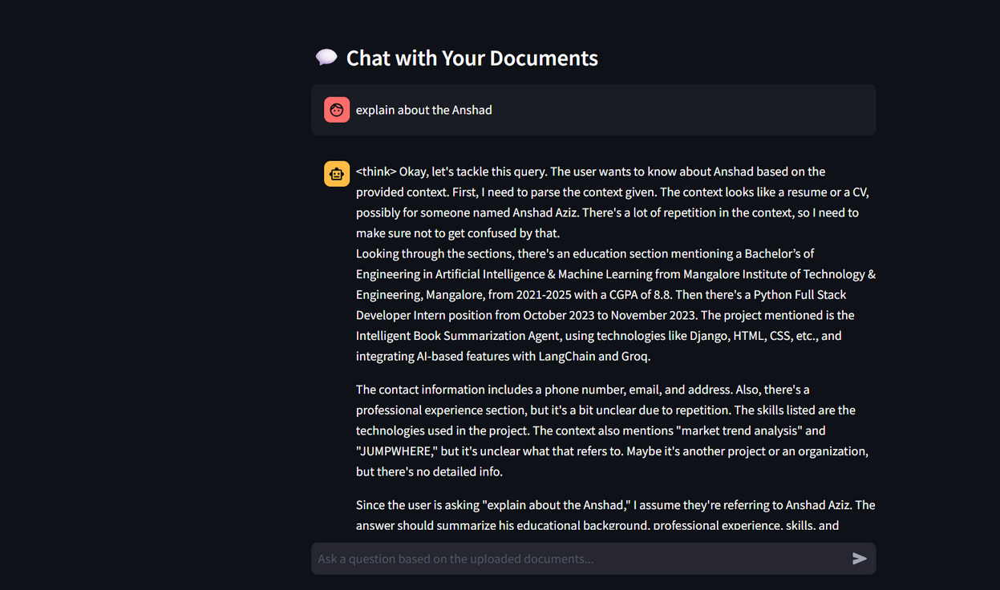 Chat with Your Documents
explain about the Anshad
<think> Okay, let's tackle this query. The user wants to know about Anshad based on the
provided context. First, I need to parse the context given. The context looks like a resume or a CV,
possibly for someone named Anshad Aziz. There's a lot of repetition in the context, so I need to
make sure not to get confused by that.
Looking through the sections, there's an education section mentioning a Bachelor’s of
Engineering in Artificial Intelligence & Machine Learning from Mangalore Institute of Technology &
Engineering, Mangalore, from 2021-2025 with a CGPA of 8.8. Then there's a Python Full Stack
Developer Intern position from October 2023 to November 2023. The project mentioned is the
Intelligent Book Summarization Agent, using technologies like Django, HTML, CSS, etc., and
integrating AI-based features with LangChain and Groq.
The contact information includes a phone number, email, and address. Also, there's a
professional experience section, but it's a bit unclear due to repetition. The skills listed are the
technologies used in the project. The context also mentions "market trend analysis" and
"JUMPWHERE," but it's unclear what that refers to. Maybe it's another project or an organization,
but there's no detailed info.
Since the user is asking "explain about the Anshad," I assume they're referring to Anshad Aziz. The
answer should summarize his educational background, professional experience, skills, and
Ask a question based on the uploaded documents...